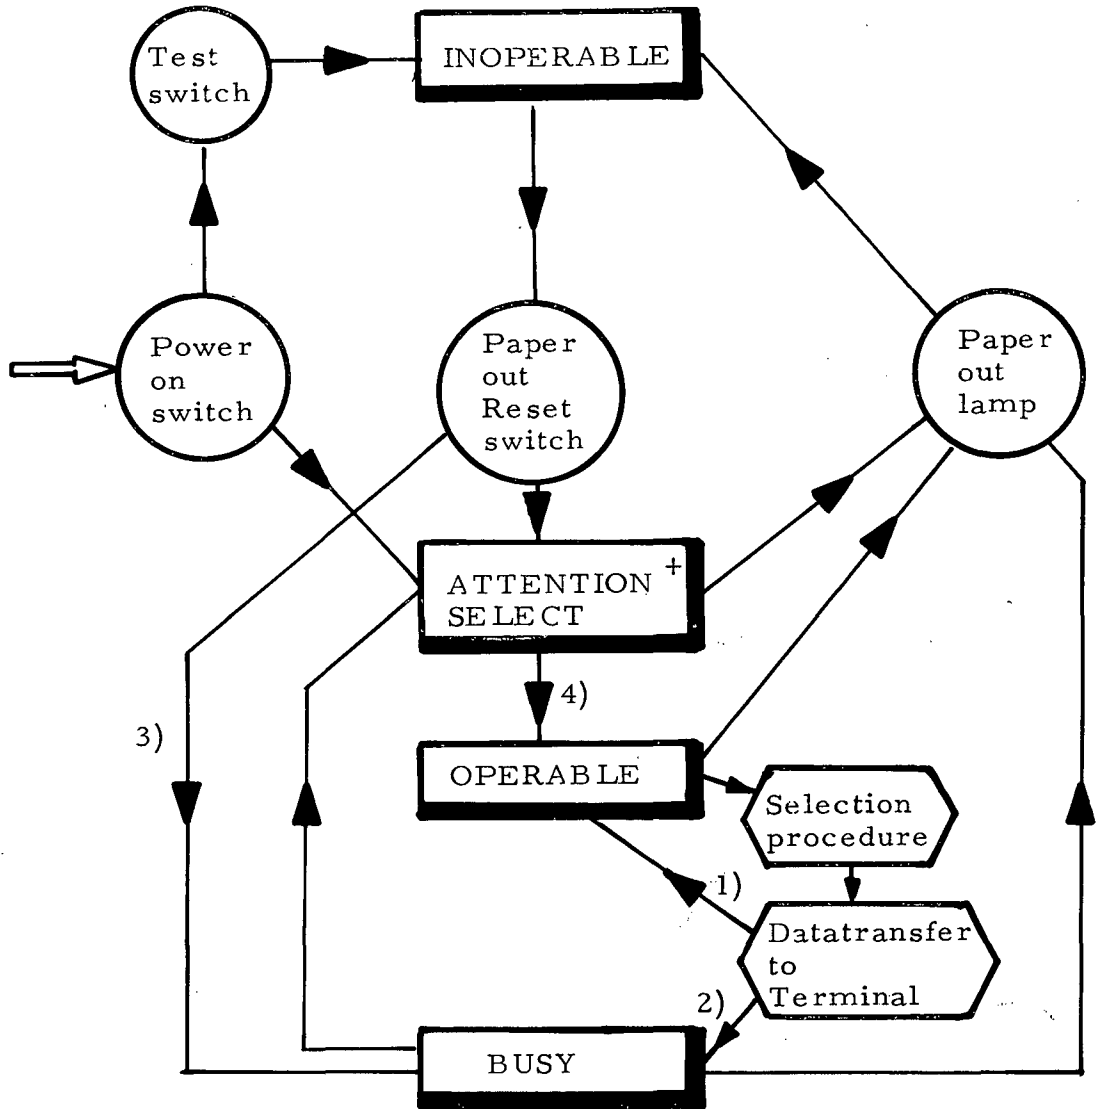 Test
switch
INOPERABLE
Power
on
switch
Paper
out
Reset
switch
Paper
out
lamp
ATTENTION +
SELECT
4)
3)
OPERABLE
Selection
procedure
1)
Datatransfer
to
Terminal
2)
BUSY